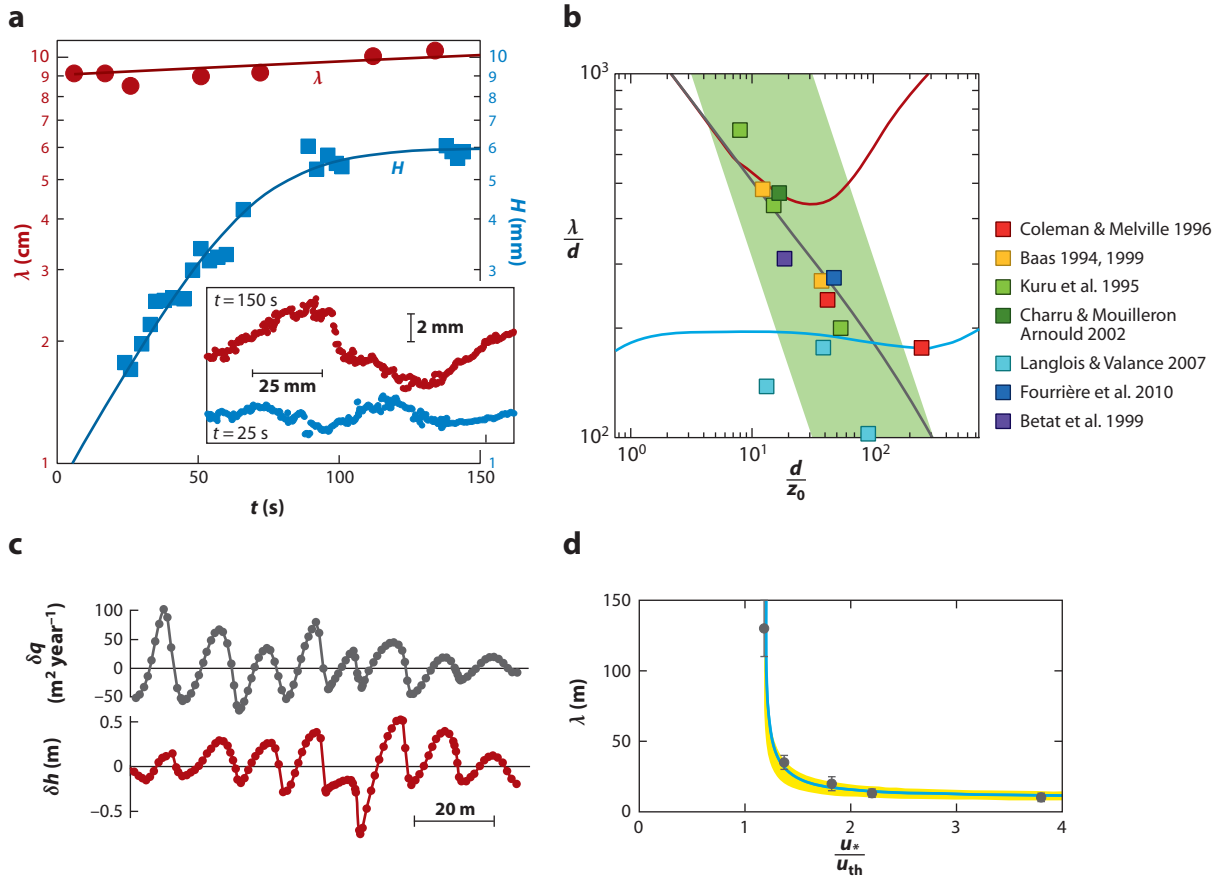 a
10
9
8
7
6
5
4
3
2
1
λ (cm)
λ
H
10
9
8
7
6
5
4
3
2
1
H (mm)
t = 150 s
2 mm
25 mm
t = 25 s
0
50
100
150
t (s)
b
10³
10²
λ
d
10⁰
10¹
10²
d
z₀
Coleman & Melville 1996
Baas 1994, 1999
Kuru et al. 1995
Charru & Mouilleron
Arnould 2002
Langlois & Valance 2007
Fourrière et al. 2010
Betat et al. 1999
c
δq
(m² year⁻¹)
100
50
0
−50
δh (m)
0.5
0
−0.5
20 m
d
150
100
50
0
λ (m)
0
1
2
3
4
u*
uth